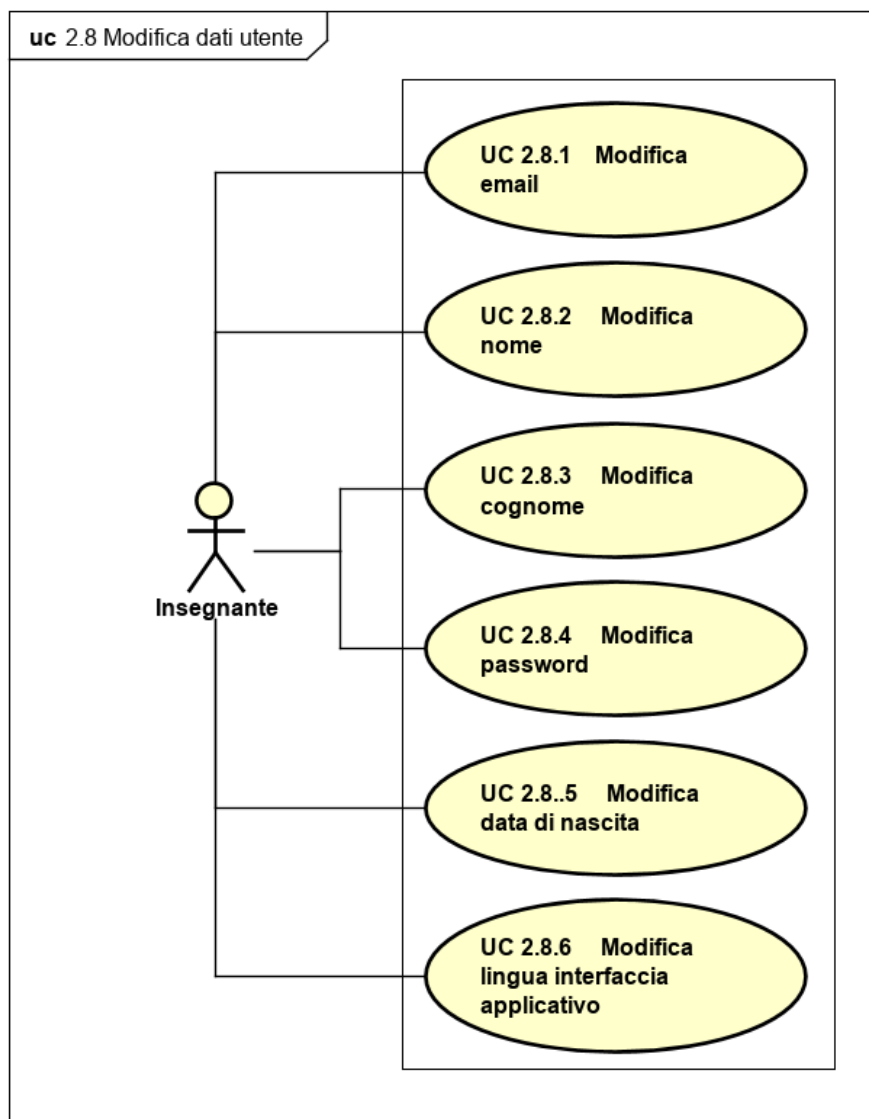 uc 2.8 Modifica dati utente
UC 2.8.1 Modifica
email
UC 2.8.2 Modifica
nome
UC 2.8.3 Modifica
cognome
Insegnante
UC 2.8.4 Modifica
password
UC 2.8..5 Modifica
data di nascita
UC 2.8.6 Modifica
lingua interfaccia
applicativo